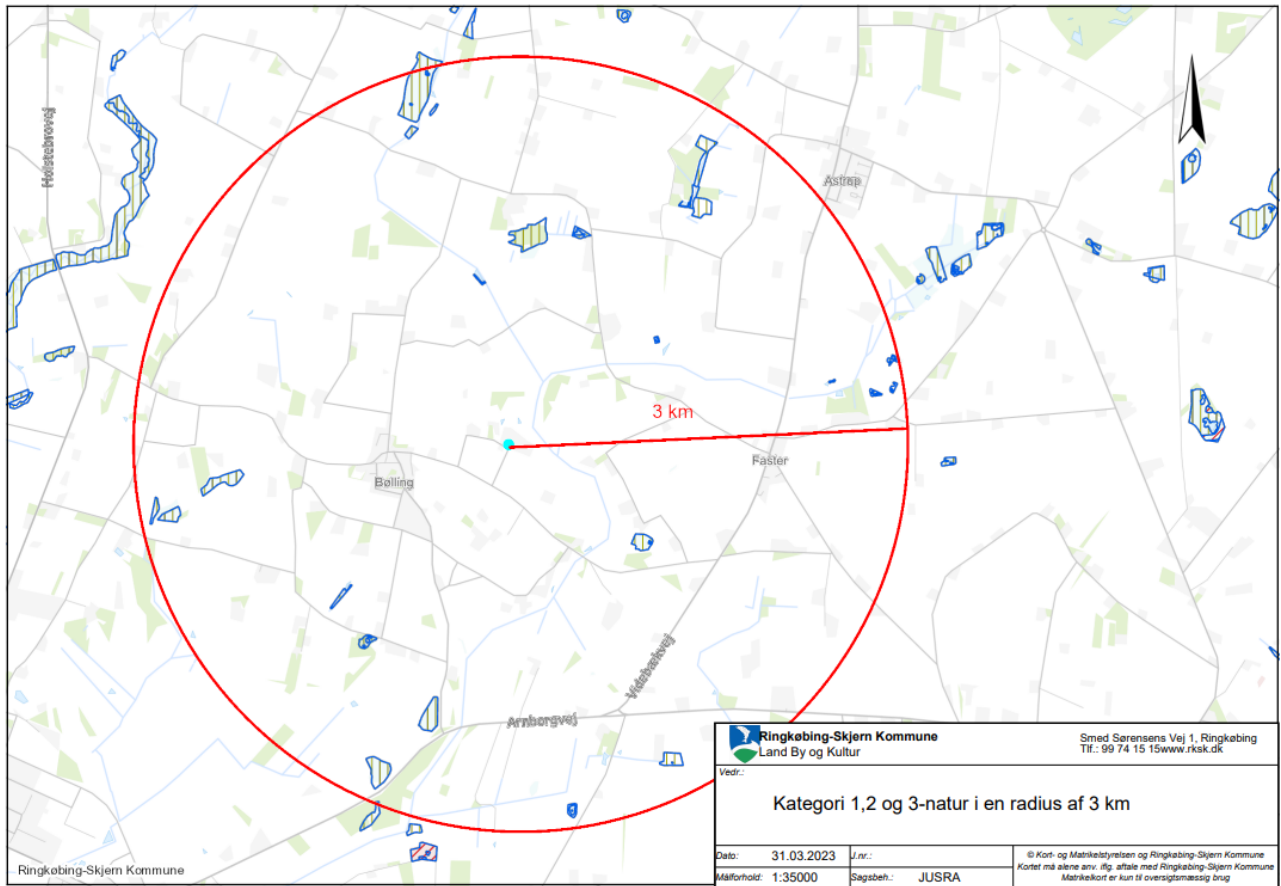 Holstebrovej
Astrup
3 km
Faster
Bølling
Videbækvej
Arnborgvej
Ringkøbing-Skjern Kommune
Ringkøbing-Skjern Kommune
Land By og Kultur
Smed Sørensens Vej 1, Ringkøbing
Tlf.: 99 74 15 15www.rksk.dk
Vedr.:
Kategori 1,2 og 3-natur i en radius af 3 km
Dato: 31.03.2023
J.nr.:
Målforhold: 1:35000
Sagsbeh.: JUSRA
© Kort- og Matrikelstyrelsen og Ringkøbing-Skjern Kommune
Kortet må alene anv. iflg. aftale med Ringkøbing-Skjern Kommune
Matrikelkort er kun til oversigtsmæssig brug